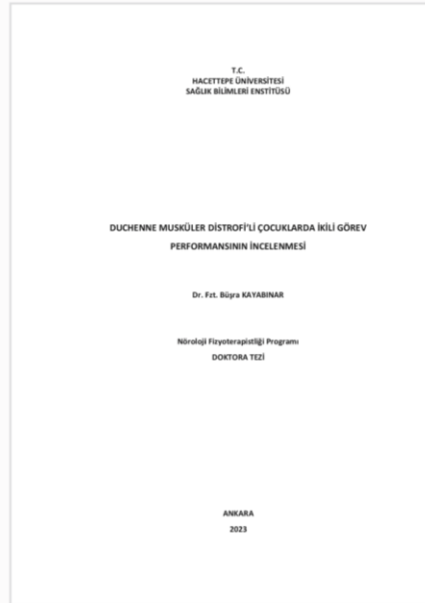 T.C.
HACETTEPE ÜNİVERSİTESİ
SAĞLIK BİLİMLERİ ENSTİTÜSÜ
DUCHENNE MUSKÜLER DİSTROFİ'Lİ ÇOCUKLARDA İKİLİ GÖREV
PERFORMANSININ İNCELENMESİ
Dr. Fzt. Büşra KAYABINAR
Nöroloji Fizyoterapistliği Programı
DOKTORA TEZİ
ANKARA
2023